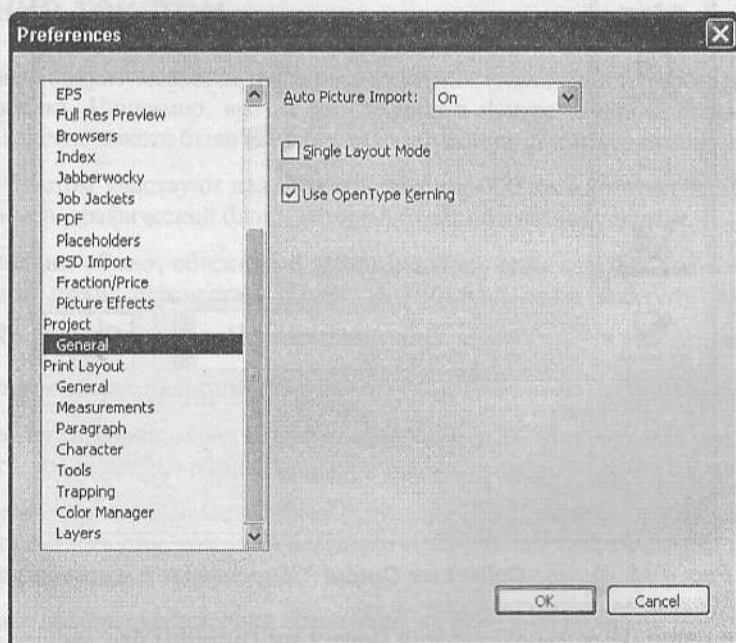 Preferences
EPS
Full Res Preview
Browsers
Index
Jabberwocky
Job Jackets
PDF
Placeholders
PSD Import
Fraction/Price
Picture Effects
Project
General
Print Layout
General
Measurements
Paragraph
Character
Tools
Trapping
Color Manager
Layers
Auto Picture Import: On
Single Layout Mode
Use OpenType Kerning
OK
Cancel